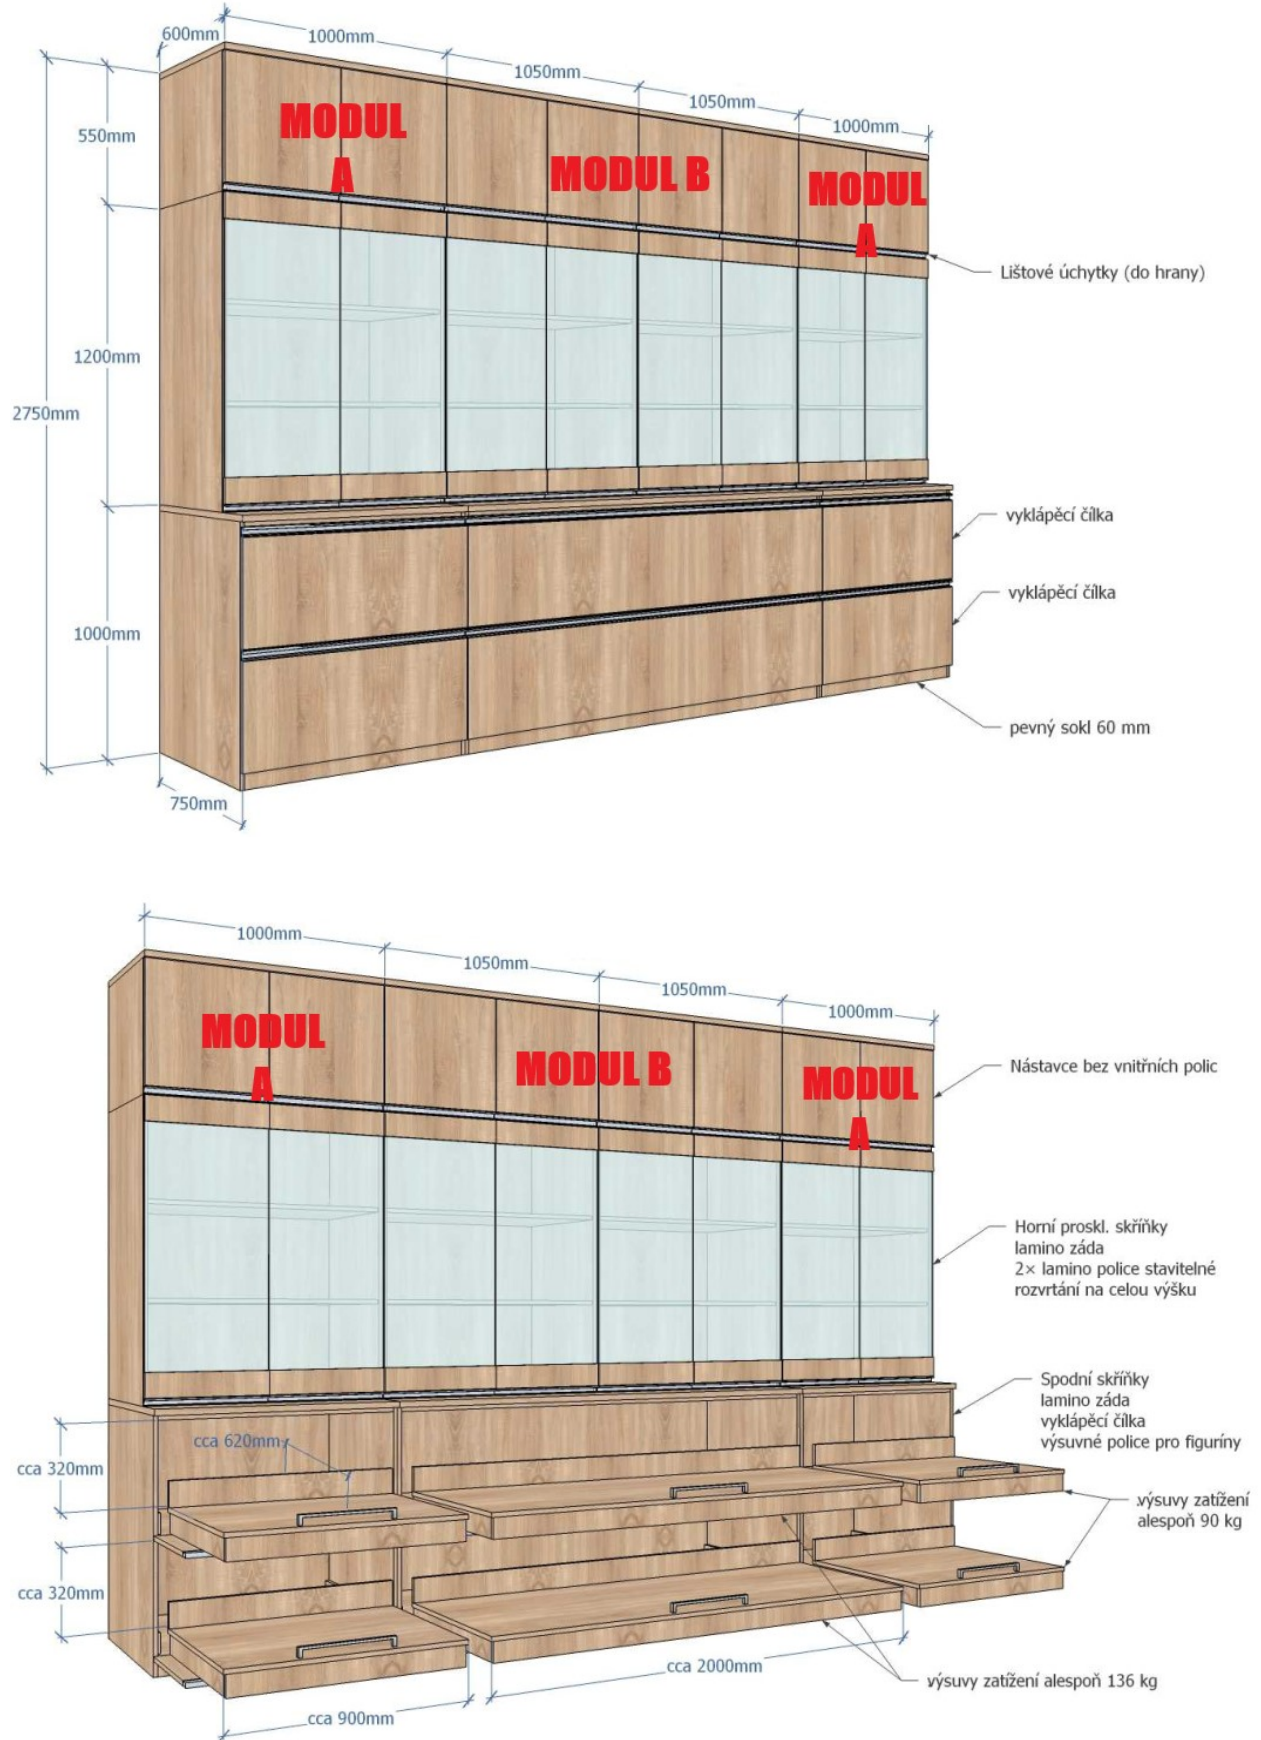 600mm
1000mm
1050mm
1050mm
1000mm
550mm
MODUL
A
MODUL B
MODUL
A
Lištové úchytky (do hrany)
1200mm
2750mm
vyklápěcí čílka
vyklápěcí čílka
1000mm
pevný sokl 60 mm
750mm
1000mm
1050mm
1050mm
1000mm
MODUL
A
MODUL B
MODUL
A
Nástavce bez vnitřních polic
Horní proskl. skříňky
lamino záda
2× lamino police stavitelné
rozvrtání na celou výšku
Spodní skříňky
lamino záda
vyklápěcí čílka
výsuvné police pro figuríny
cca 620mm
cca 320mm
výsuvy zatížení
alespoň 90 kg
cca 320mm
cca 2000mm
výsuvy zatížení alespoň 136 kg
cca 900mm